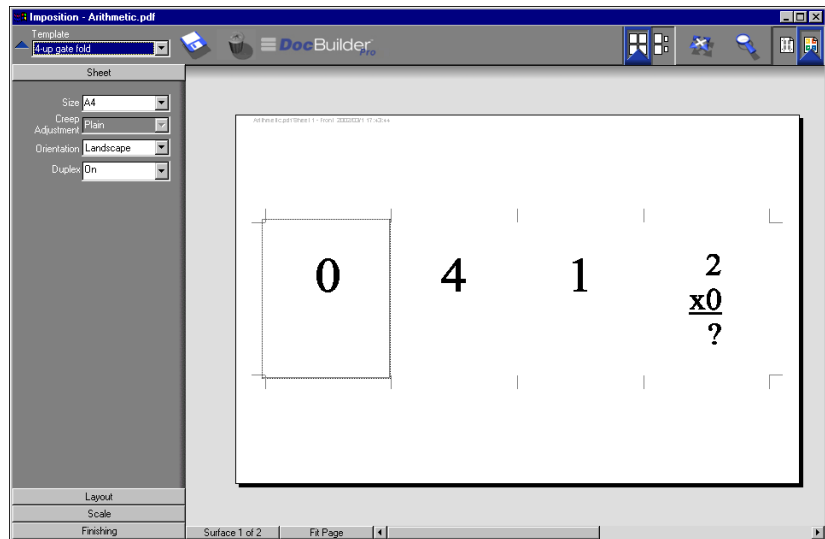 Imposition - Arithmetic.pdf
Template
4-up gate fold
DocBuilder Pro
Sheet
Size A4
Creep Adjustment Plain
Orientation Landscape
Duplex On
0
4
1
2
x0
?
Layout
Scale
Finishing
Surface 1 of 2
Fit Page